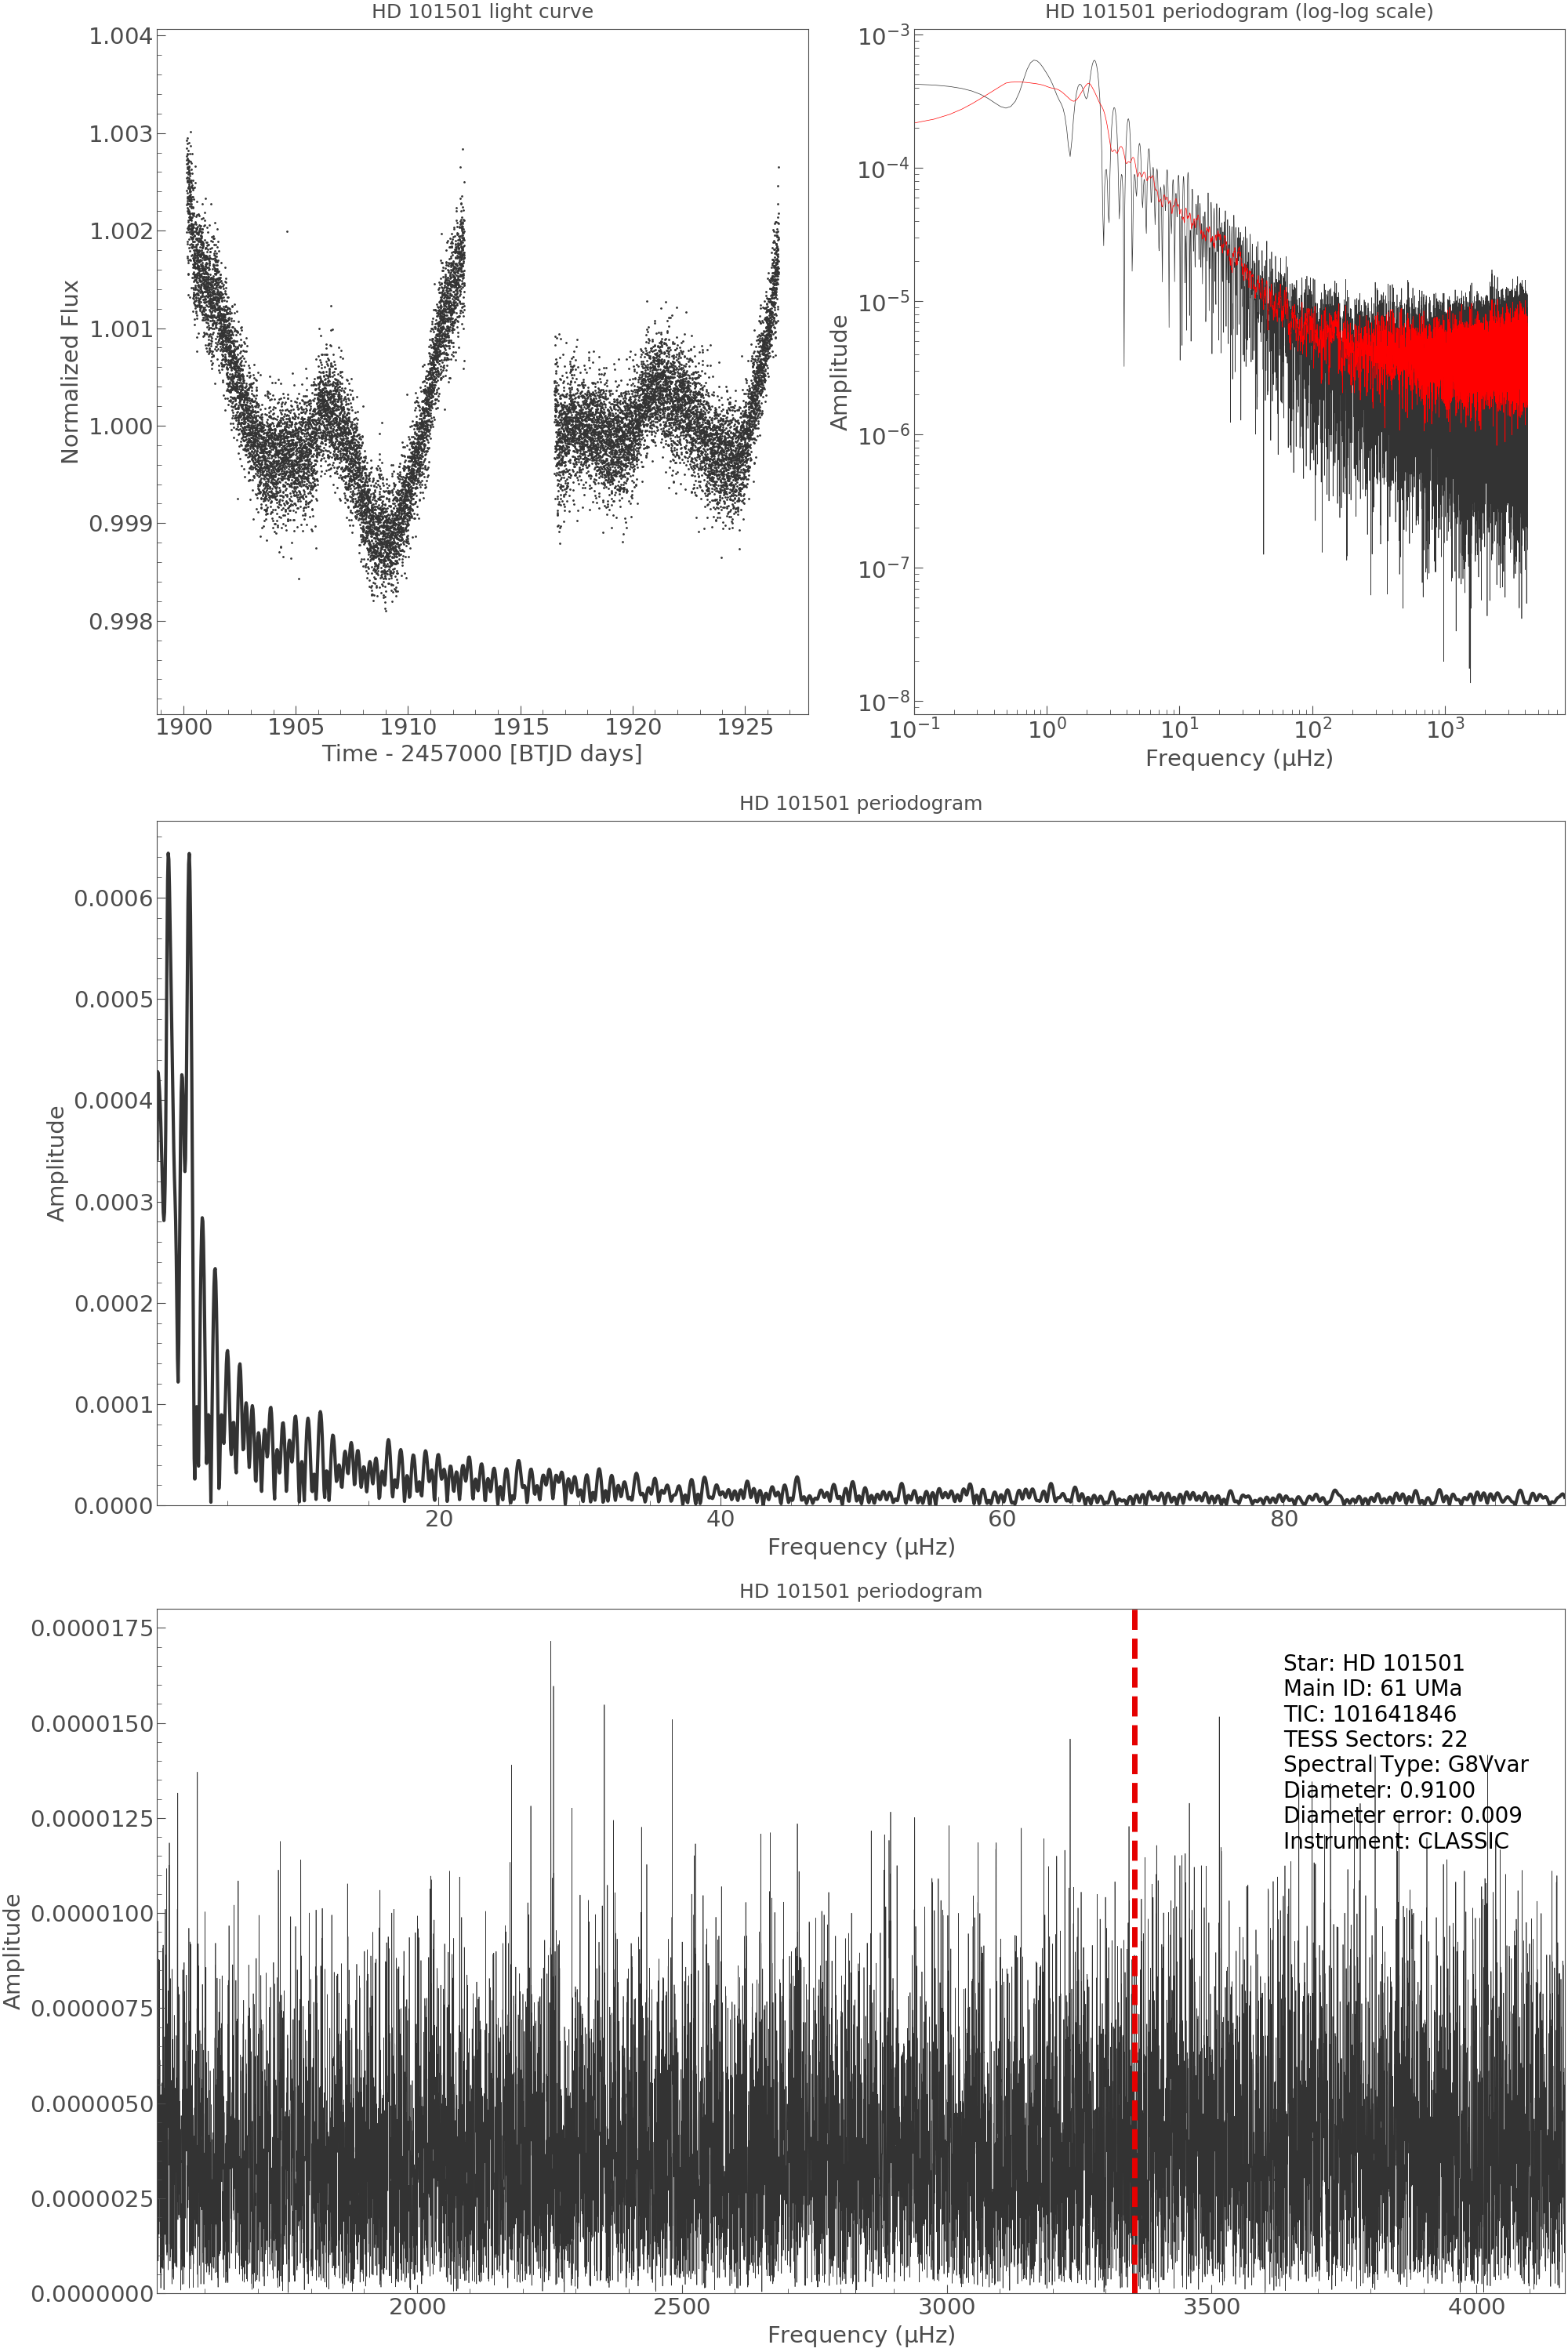 HD 101501 light curve
1.004
1.003
1.002
1.001
1.000
0.999
0.998
Normalized Flux
1900
1905
1910
1915
1920
1925
Time - 2457000 [BTJD days]
HD 101501 periodogram (log-log scale)
10⁻³
10⁻⁴
10⁻⁵
10⁻⁶
10⁻⁷
10⁻⁸
Amplitude
10⁻¹
10⁰
10¹
10²
10³
Frequency (µHz)
HD 101501 periodogram
0.0006
0.0005
0.0004
0.0003
0.0002
0.0001
0.0000
Amplitude
20
40
60
80
Frequency (µHz)
HD 101501 periodogram
0.0000175
0.0000150
0.0000125
0.0000100
0.0000075
0.0000050
0.0000025
0.0000000
Amplitude
Star: HD 101501
Main ID: 61 UMa
TIC: 101641846
TESS Sectors: 22
Spectral Type: G8Vvar
Diameter: 0.9100
Diameter error: 0.009
Instrument: CLASSIC
2000
2500
3000
3500
4000
Frequency (µHz)